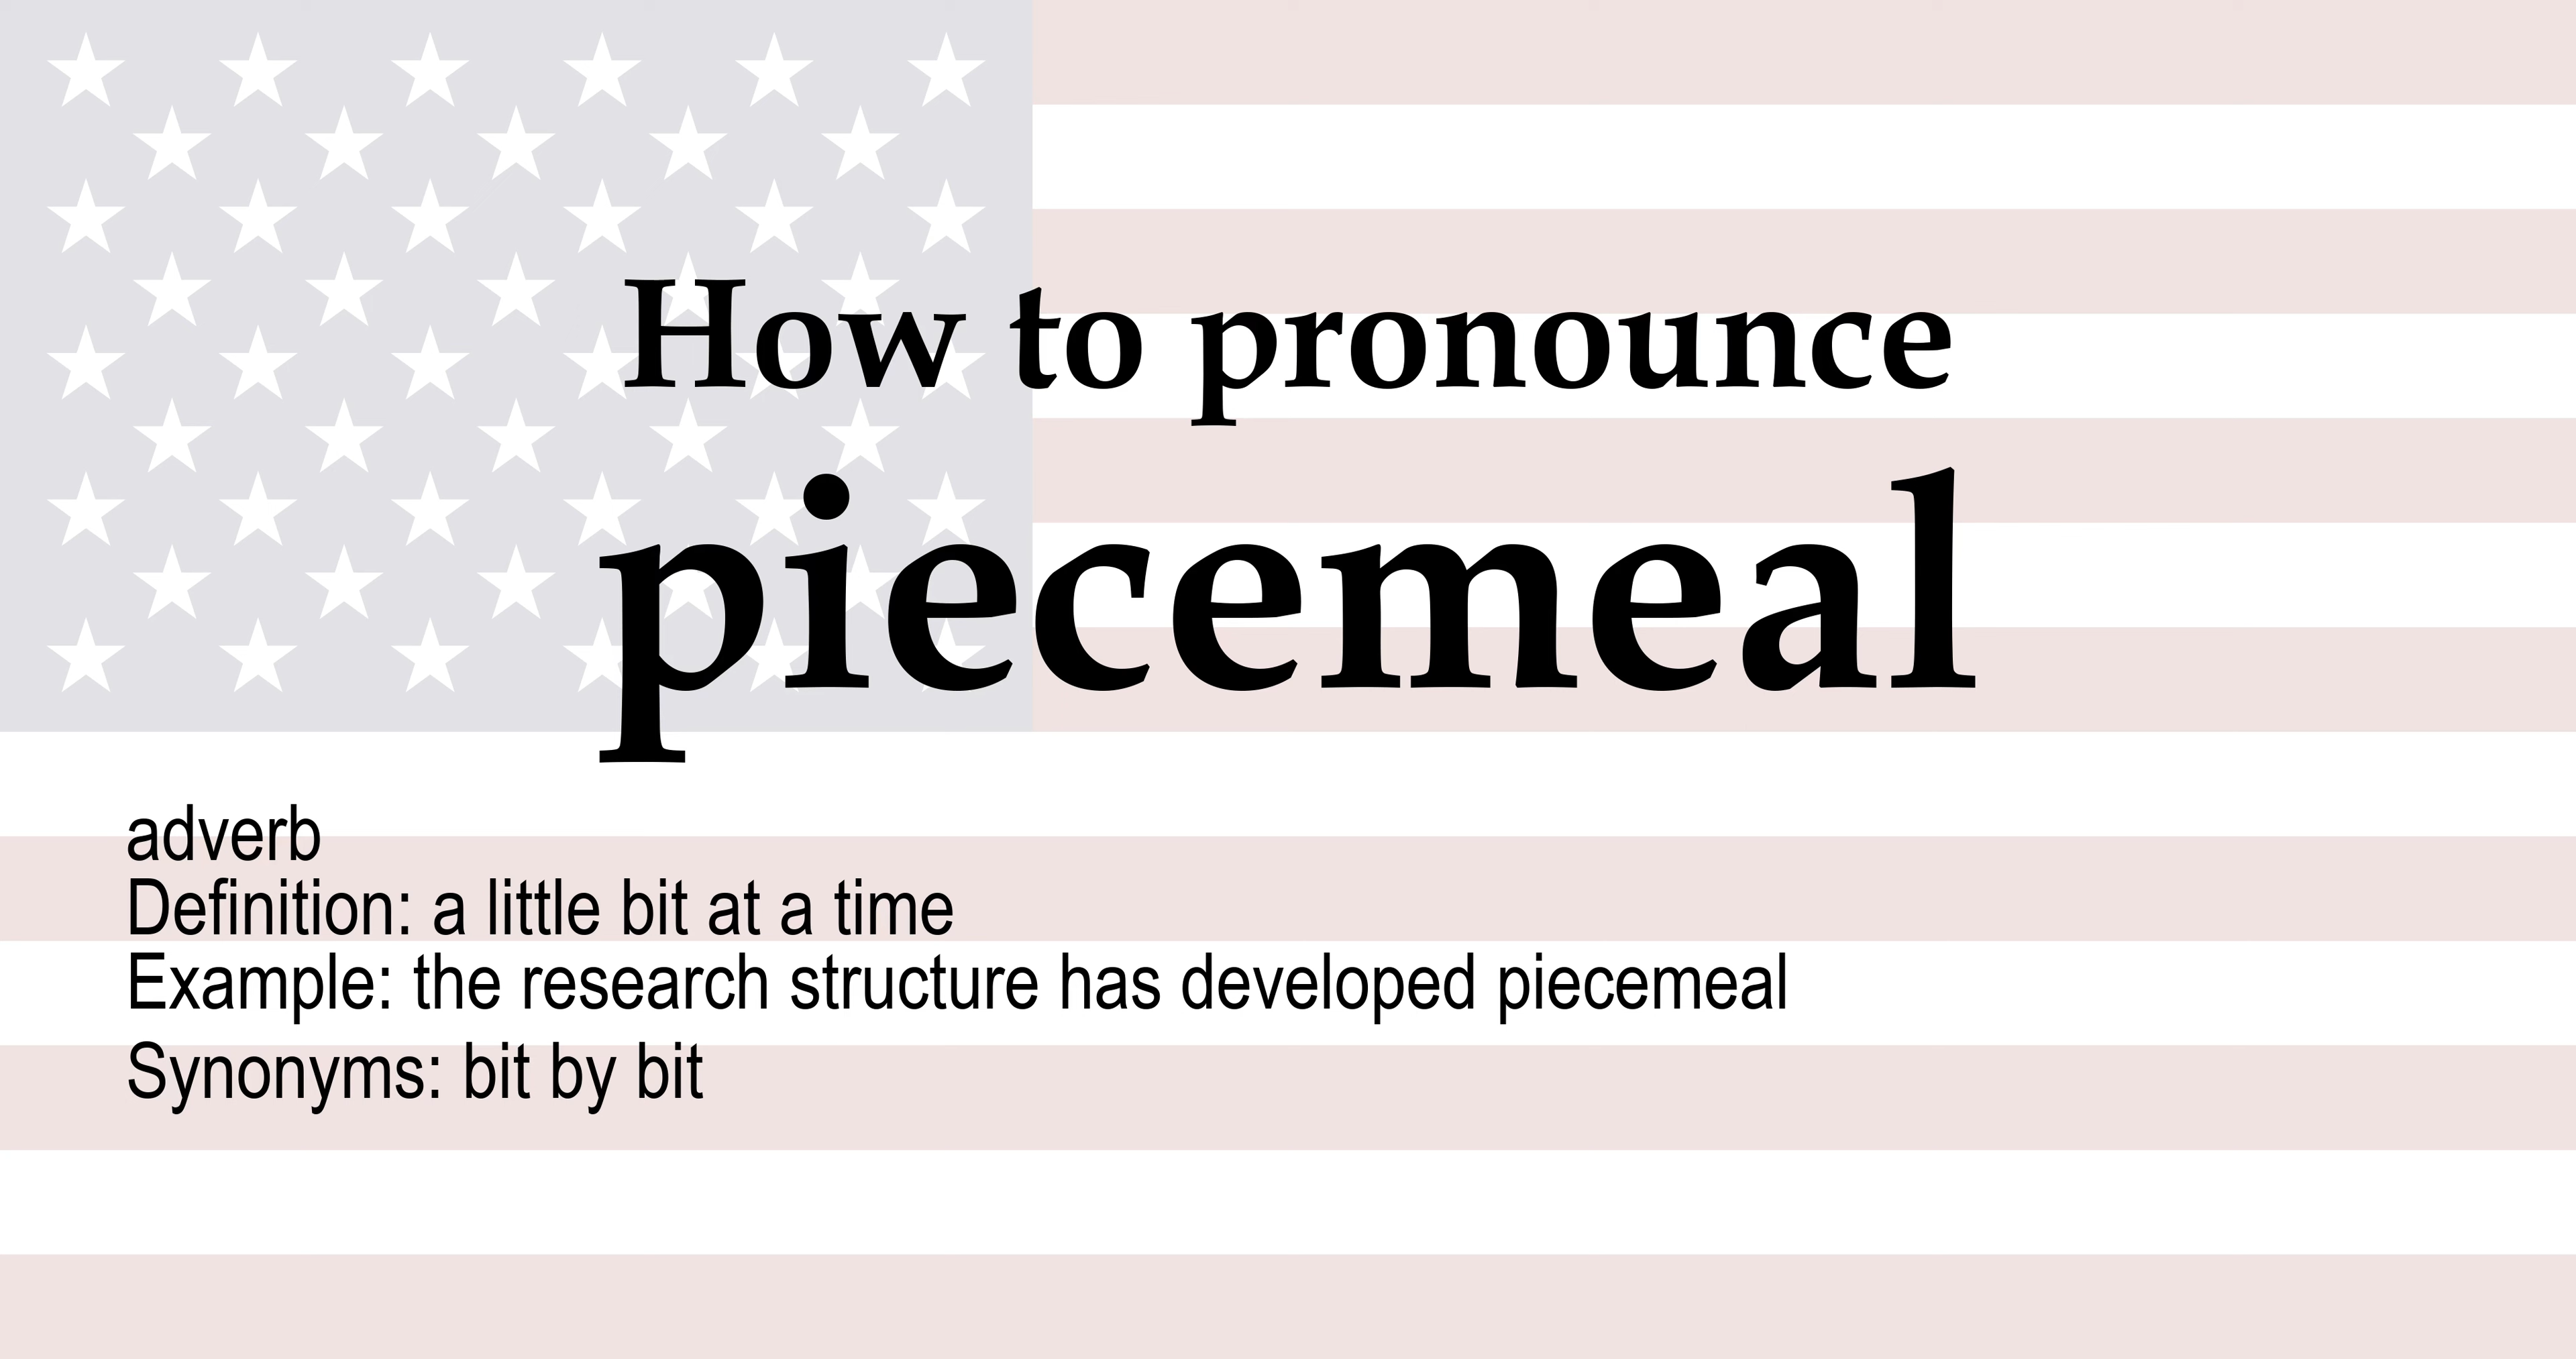 How to pronounce
piecemeal
adverb
Definition: a little bit at a time
Example: the research structure has developed piecemeal
Synonyms: bit by bit